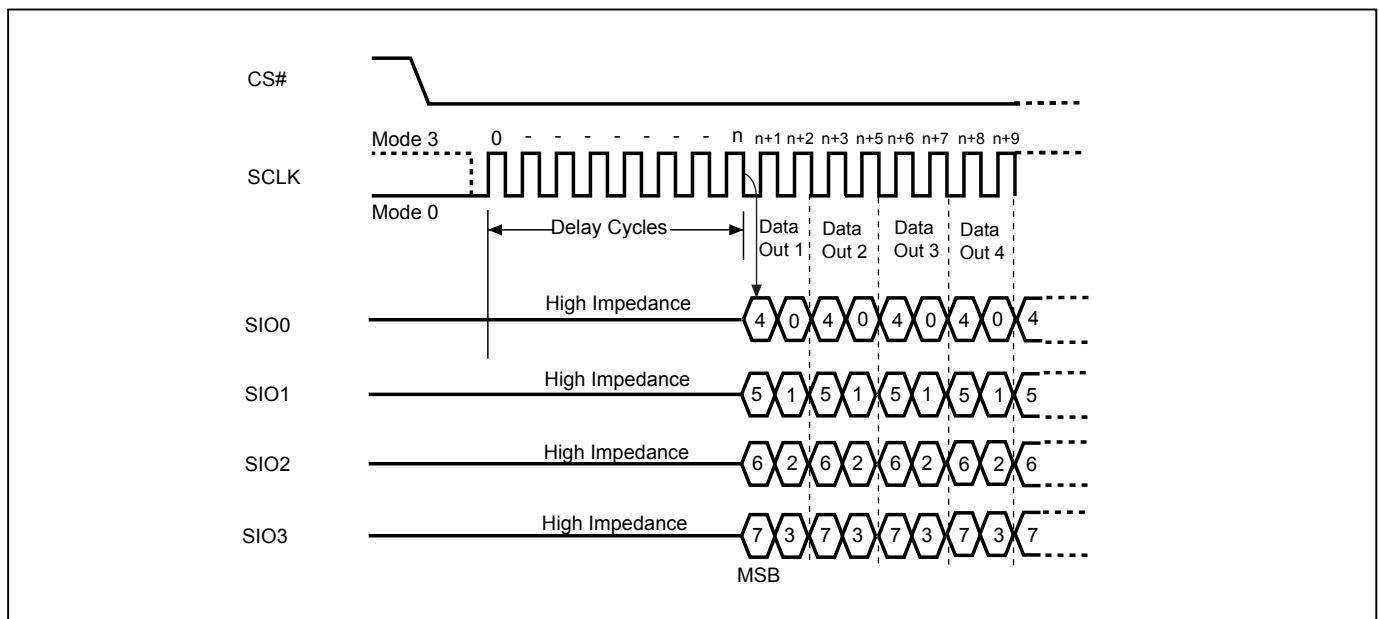 CS#
Mode 3 0 - - - - - - - n n+1 n+2 n+3 n+5 n+6 n+7 n+8 n+9
SCLK
Mode 0
Delay Cycles
Data Out 1
Data Out 2
Data Out 3
Data Out 4
High Impedance
SIO0 4 0 4 0 4 0 4 0 4
High Impedance
SIO1 5 1 5 1 5 1 5 1 5
High Impedance
SIO2 6 2 6 2 6 2 6 2 6
High Impedance
SIO3 7 3 7 3 7 3 7 3 7
MSB